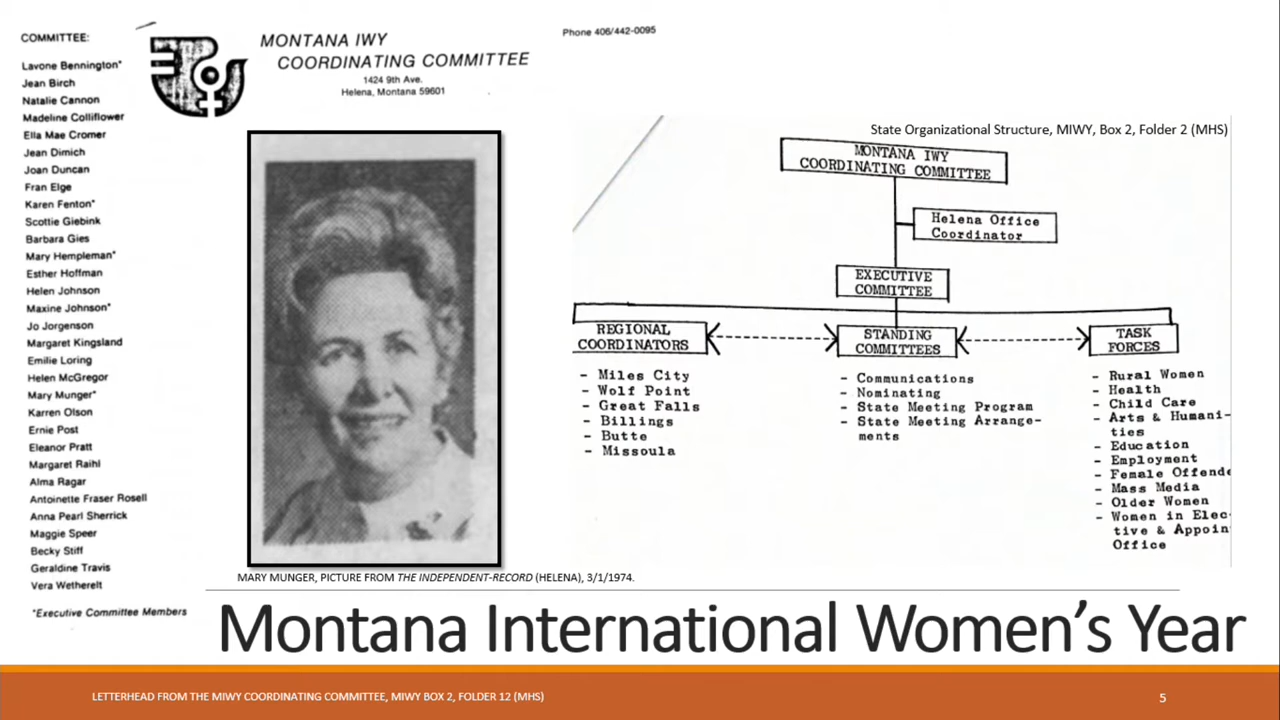 COMMITTEE:
Lavone Bennington*
Jean Birch
Natalie Cannon
Madeline Colliflower
Ella Mae Cromer
Jean Dimich
Joan Duncan
Fran Elge
Karen Fenton*
Scottie Giebink
Barbara Gies
Mary Hempleman*
Esther Hoffman
Helen Johnson
Maxine Johnson*
Jo Jorgenson
Margaret Kingsland
Emilie Loring
Helen McGregor
Mary Munger*
Karren Olson
Ernie Post
Eleanor Pratt
Margaret Raihl
Alma Ragar
Antoinette Fraser Rosell
Anna Pearl Sherrick
Maggie Speer
Becky Stiff
Geraldine Travis
Vera Wetherelt
*Executive Committee Members
MONTANA IWY
COORDINATING COMMITTEE
1424 9th Ave.
Helena, Montana 59601
Phone 406/442-0095
State Organizational Structure, MIWY, Box 2, Folder 2 (MHS)
MONTANA IWY
COORDINATING COMMITTEE
Helena Office
Coordinator
EXECUTIVE
COMMITTEE
REGIONAL
COORDINATORS
- Miles City
- Wolf Point
- Great Falls
- Billings
- Butte
- Missoula
STANDING
COMMITTEES
- Communications
- Nominating
- State Meeting Program
- State Meeting Arrange-
ments
TASK
FORCES
- Rural Women
- Health
- Child Care
- Arts & Humani-
ties
- Education
- Employment
- Female Offende
- Mass Media
- Older Women
- Women in Elec-
tive & Appoin
Office
MARY MUNGER, PICTURE FROM THE INDEPENDENT-RECORD (HELENA), 3/1/1974.
Montana International Women's Year
LETTERHEAD FROM THE MIWY COORDINATING COMMITTEE, MIWY BOX 2, FOLDER 12 (MHS)
5